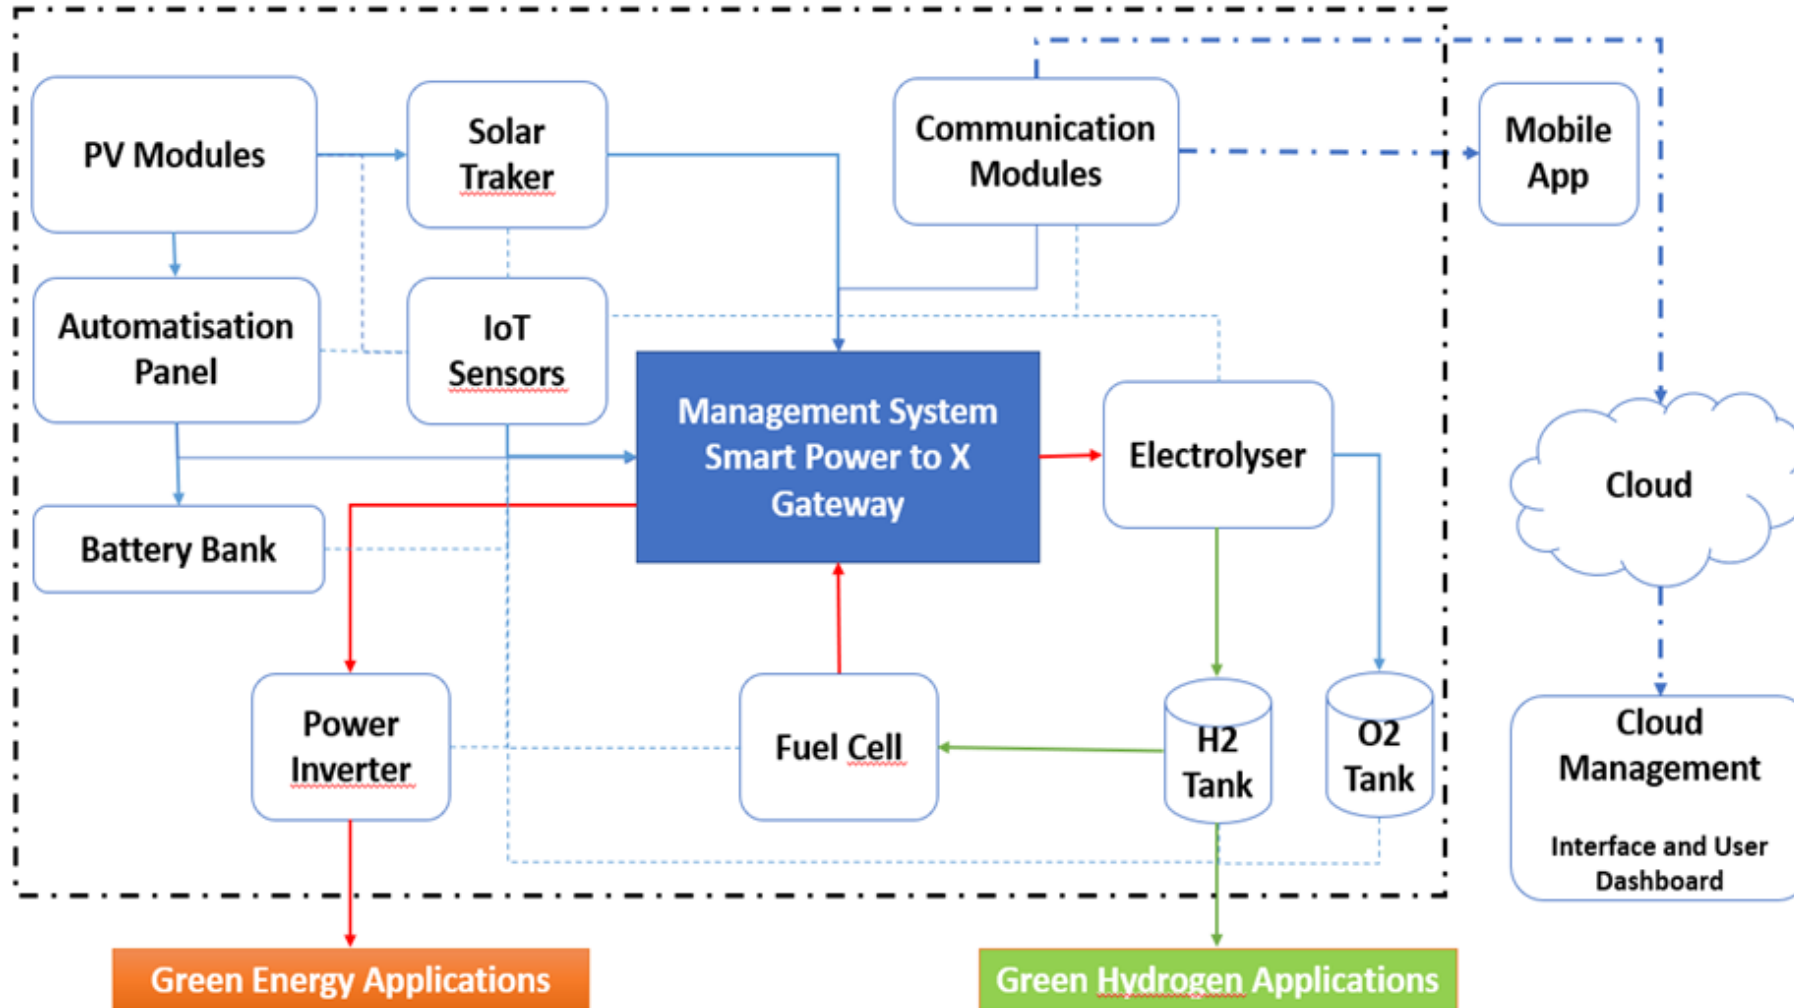 PV Modules
Solar
Traker
Communication
Modules
Mobile
App
Automatisation
Panel
IoT
Sensors
Management System
Smart Power to X
Gateway
Electrolyser
Cloud
Battery Bank
Power
Inverter
Fuel Cell
H2
Tank
O2
Tank
Cloud
Management
Interface and User
Dashboard
Green Energy Applications
Green Hydrogen Applications